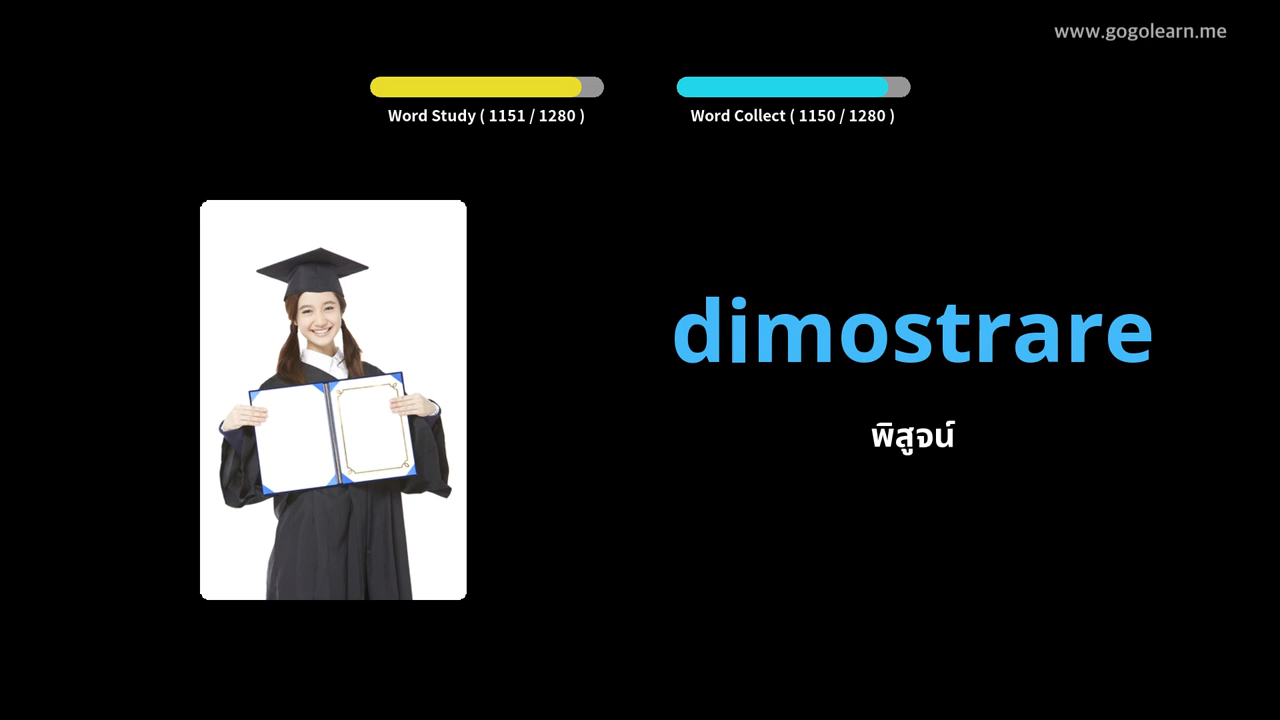 www.gogolearn.me
Word Study ( 1151 / 1280 )
Word Collect ( 1150 / 1280 )
dimostrare
พิสูจน์